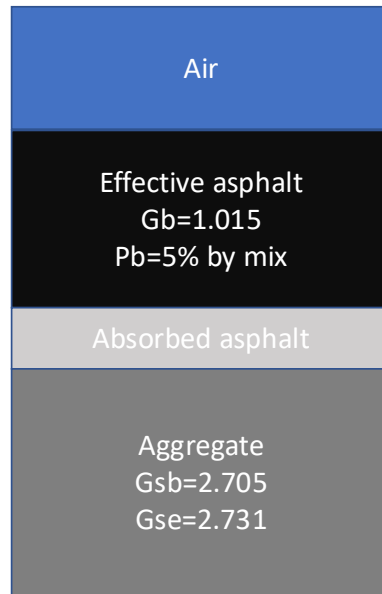 Air
Effective asphalt
Gb=1.015
Pb=5% by mix
Absorbed asphalt
Aggregate
Gsb=2.705
Gse=2.731